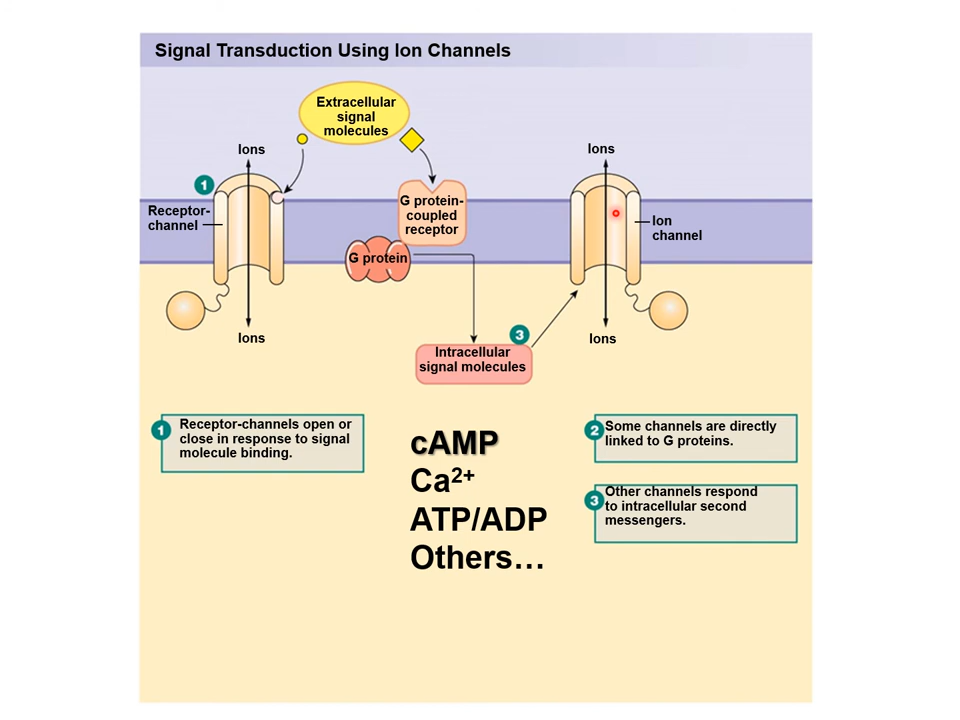 Signal Transduction Using Ion Channels
Extracellular
signal
molecules
Ions
Ions
1
Receptor-
channel
G protein-
coupled
receptor
Ion
channel
G protein
Ions
3
Ions
Intracellular
signal molecules
1
Receptor-channels open or
close in response to signal
molecule binding.
cAMP
Ca²⁺
ATP/ADP
Others…
2
Some channels are directly
linked to G proteins.
3
Other channels respond
to intracellular second
messengers.